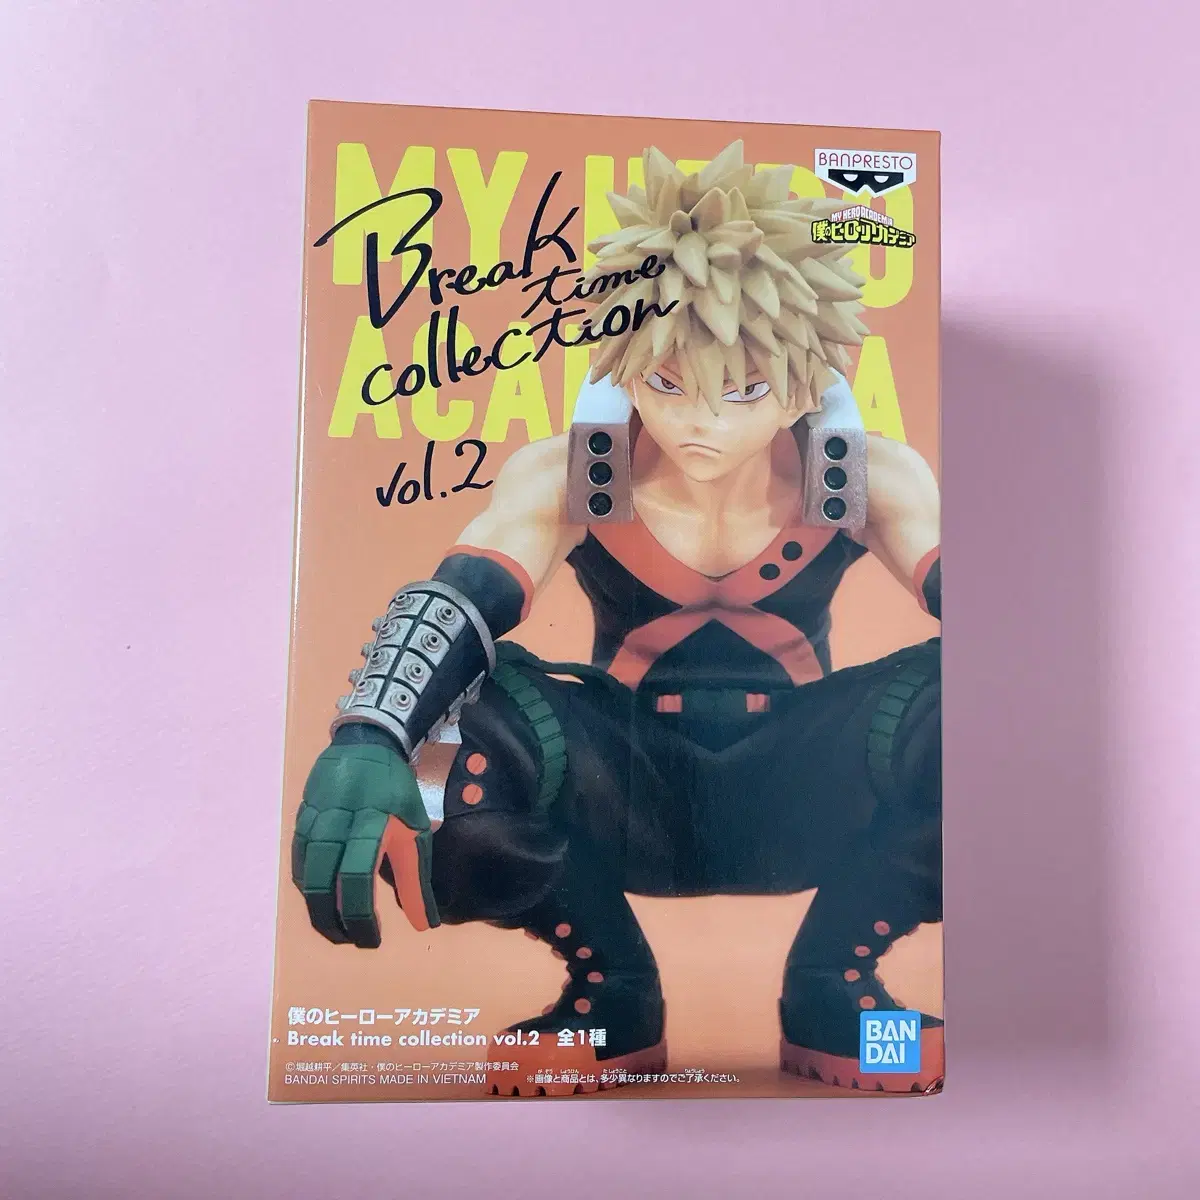 MY HERO
ACADEMIA
Break
time
collection
vol.2
BANPRESTO
MY HERO ACADEMIA
僕のヒーローアカデミア
僕のヒーローアカデミア
Break time collection vol.2 全1種
©堀越耕平/集英社・僕のヒーローアカデミア製作委員会
BANDAI SPIRITS MADE IN VIETNAM
※画像と商品とは、多少異なりますのでご了承ください。
BAN
DAI